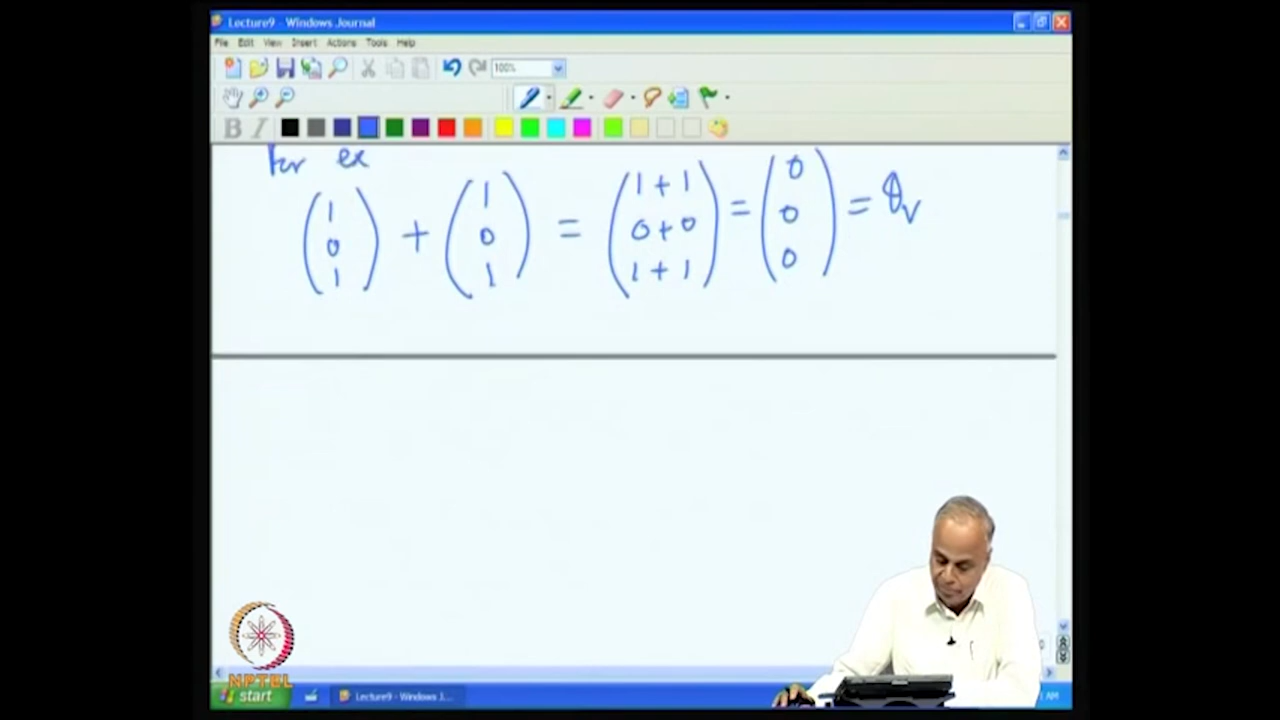 Lecture9 - Windows Journal
File Edit View Insert Actions Tools Help
100%
B I
For ex
(1 0 1) + (1 0 1) = (1 + 1 0 + 0 1 + 1) = (0 0 0) = θ_V
NPTEL
start Lecture9 - Windows J...